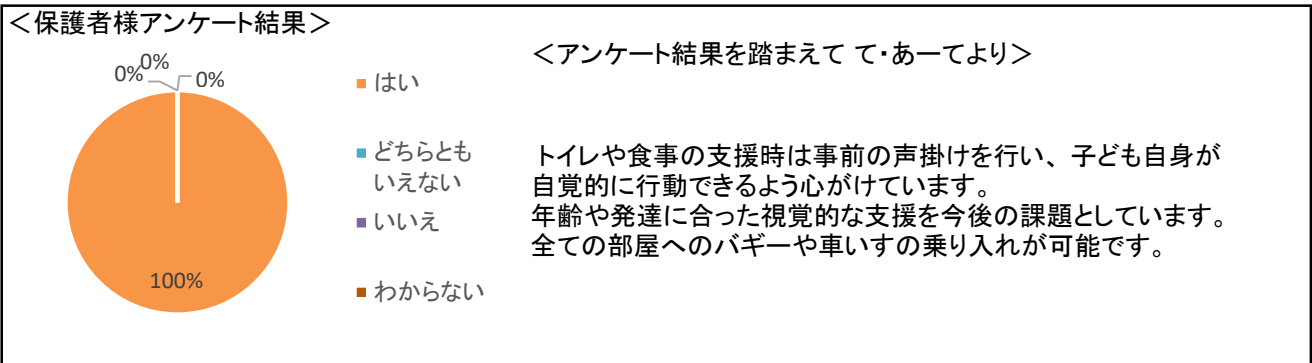 ＜保護者様アンケート結果＞
0%
0%
0%
100%
はい
どちらとも
いえない
いいえ
わからない
＜アンケート結果を踏まえて て・あーてより＞
トイレや食事の支援時は事前の声掛けを行い、子ども自身が
自覚的に行動できるよう心がけています。
年齢や発達に合った視覚的な支援を今後の課題としています。
全ての部屋へのバギーや車いすの乗り入れが可能です。